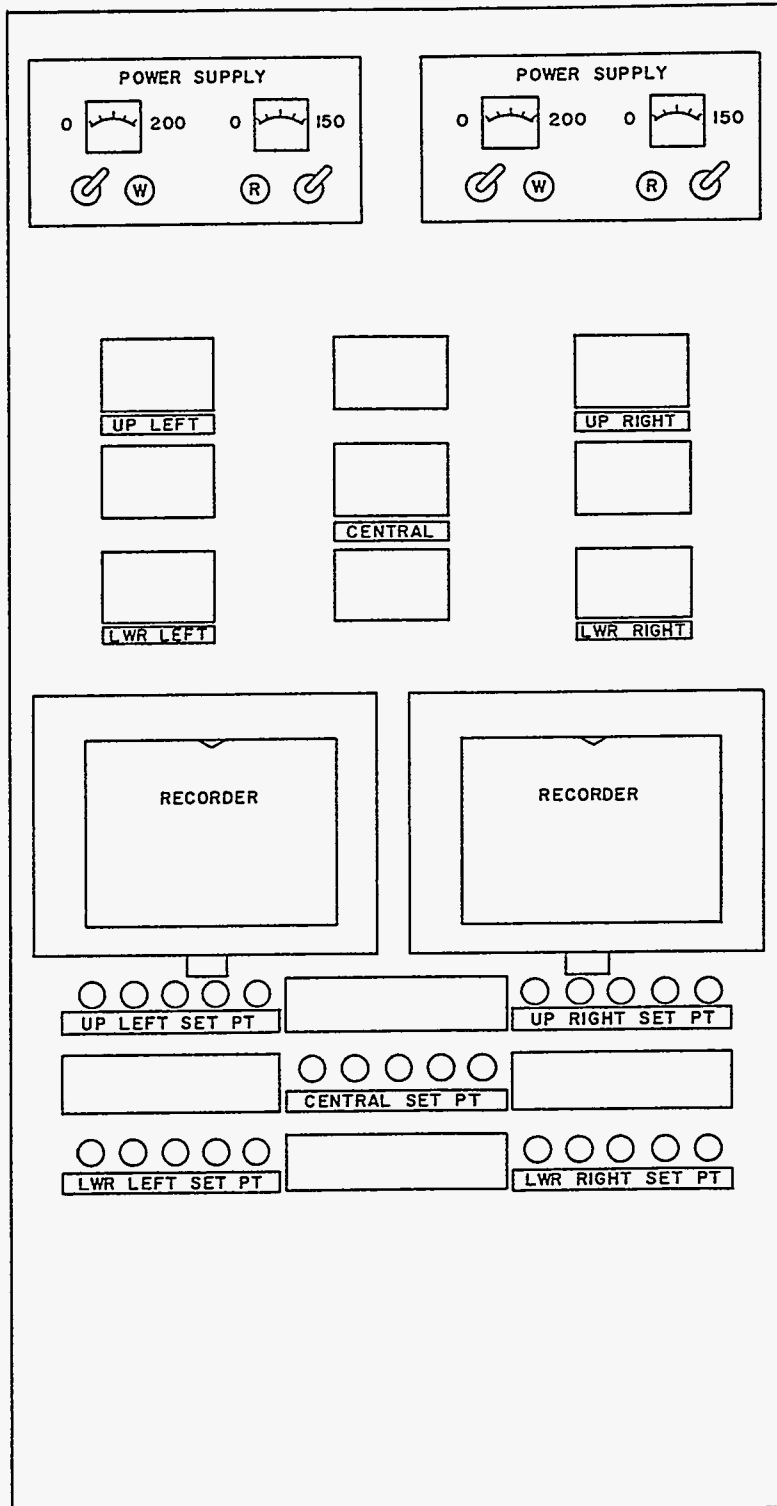 POWER SUPPLY POWER SUPPLY
0 200 0 150 0 200 0 150
W R W R
UP LEFT UP RIGHT
CENTRAL
LWR LEFT LWR RIGHT
RECORDER RECORDER
UP LEFT SET PT UP RIGHT SET PT
CENTRAL SET PT
LWR LEFT SET PT LWR RIGHT SET PT